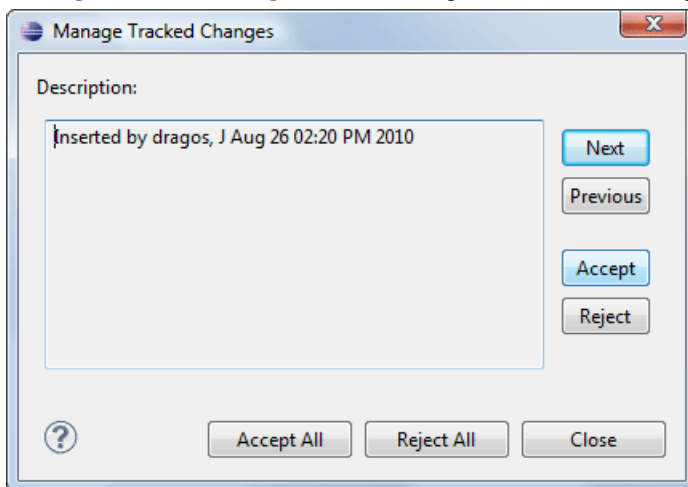 Manage Tracked Changes
Description:
Inserted by dragos, J Aug 26 02:20 PM 2010
Next
Previous
Accept
Reject
Accept All
Reject All
Close